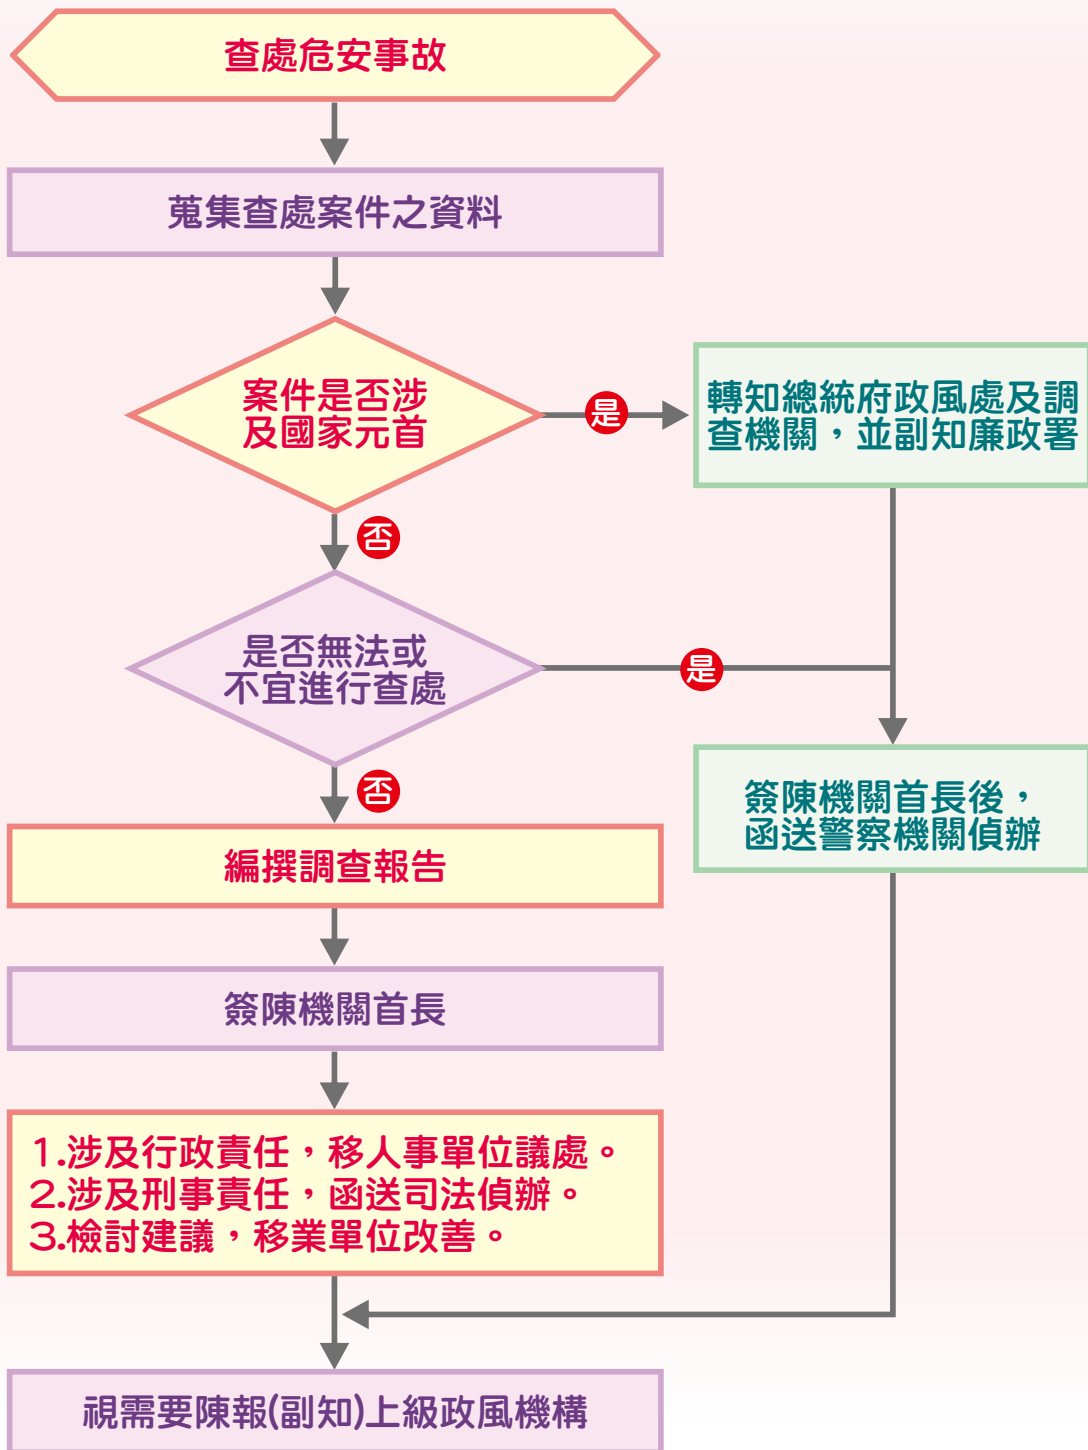 查處危安事故
蒐集查處案件之資料
案件是否涉
及國家元首
是
轉知總統府政風處及調
查機關，並副知廉政署
否
是否無法或
不宜進行查處
是
簽陳機關首長後，
函送警察機關偵辦
否
編撰調查報告
簽陳機關首長
1.涉及行政責任，移人事單位議處。
2.涉及刑事責任，函送司法偵辦。
3.檢討建議，移業單位改善。
視需要陳報(副知)上級政風機構